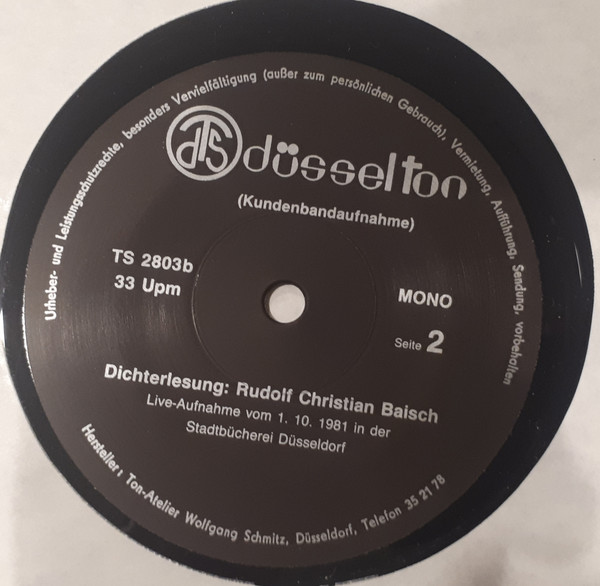 Urheber- und Leistungsschutzrechte, besonders Vervielfältigung (außer zum persönlichen Gebrauch), Vermietung, Aufführung, Sendung, vorbehalten
dTS düsselton
(Kundenbandaufnahme)
TS 2803b
33 Upm
MONO
Seite 2
Dichterlesung: Rudolf Christian Baisch
Live-Aufnahme vom 1. 10. 1981 in der
Stadtbücherei Düsseldorf
Hersteller: Ton-Atelier Wolfgang Schmitz, Düsseldorf, Telefon 35 21 78